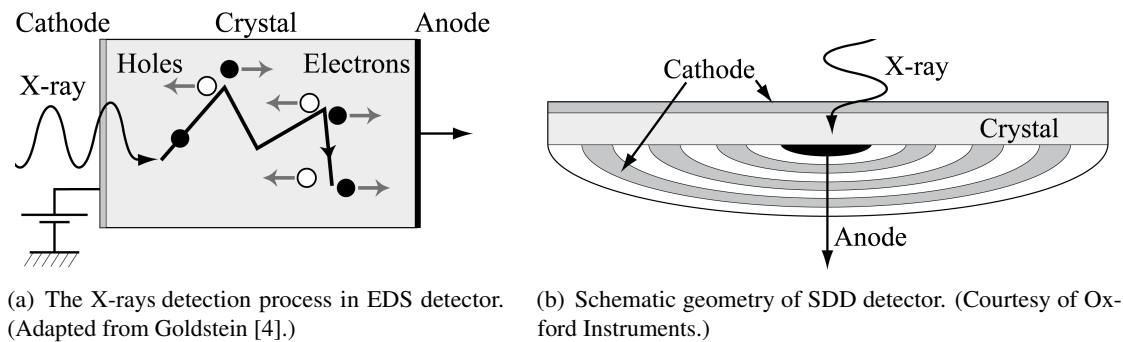 Cathode
Crystal
Anode
Holes
Electrons
X-ray
Cathode
X-ray
Crystal
Anode
(a) The X-rays detection process in EDS detector.
(Adapted from Goldstein [4].)
(b) Schematic geometry of SDD detector. (Courtesy of Ox-
ford Instruments.)